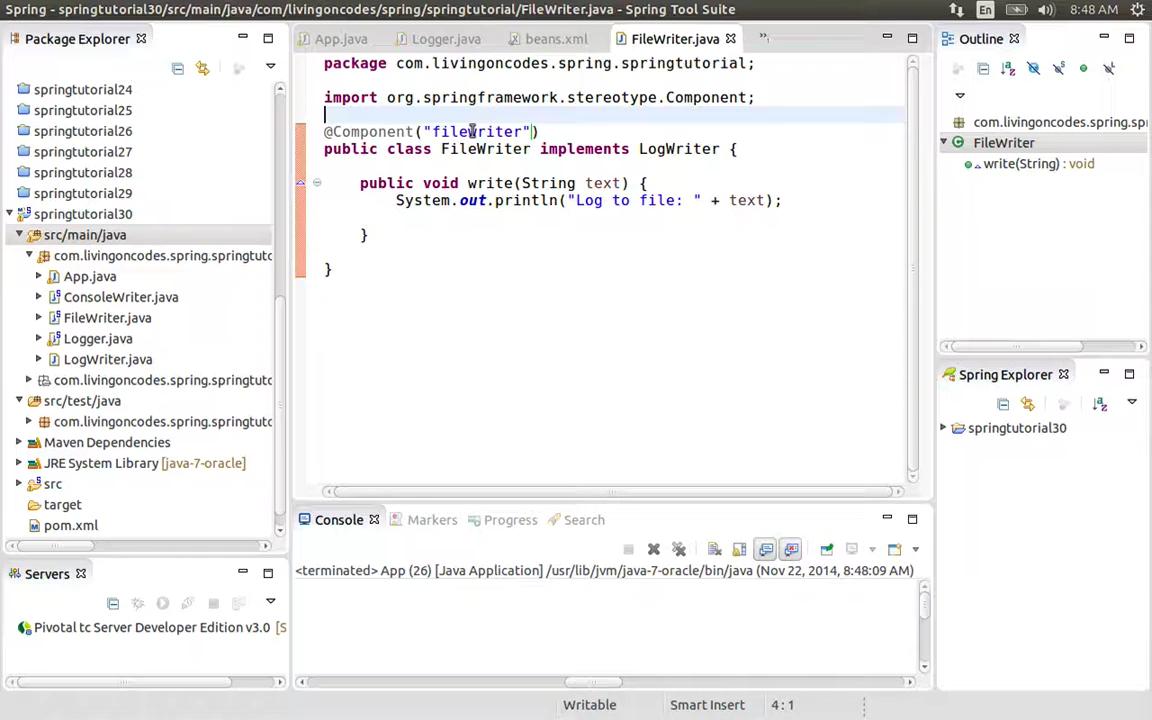 Spring - springtutorial30/src/main/java/com/livingoncodes/spring/springtutorial/FileWriter.java - Spring Tool Suite
En
8:48 AM
Package Explorer
springtutorial24
springtutorial25
springtutorial26
springtutorial27
springtutorial28
springtutorial29
springtutorial30
src/main/java
com.livingoncodes.spring.springtutc
App.java
ConsoleWriter.java
FileWriter.java
Logger.java
LogWriter.java
com.livingoncodes.spring.springtutc
src/test/java
com.livingoncodes.spring.springtutc
Maven Dependencies
JRE System Library [java-7-oracle]
src
target
pom.xml
Servers
Pivotal tc Server Developer Edition v3.0 [S
App.java
Logger.java
beans.xml
FileWriter.java
package com.livingoncodes.spring.springtutorial;
import org.springframework.stereotype.Component;
@Component("filewriter")
public class FileWriter implements LogWriter {
public void write(String text) {
System.out.println("Log to file: " + text);
}
}
Console
Markers
Progress
Search
<terminated> App (26) [Java Application] /usr/lib/jvm/java-7-oracle/bin/java (Nov 22, 2014, 8:48:09 AM)
Outline
com.livingoncodes.spring.sp
FileWriter
write(String) : void
Spring Explorer
springtutorial30
Writable
Smart Insert
4 : 1